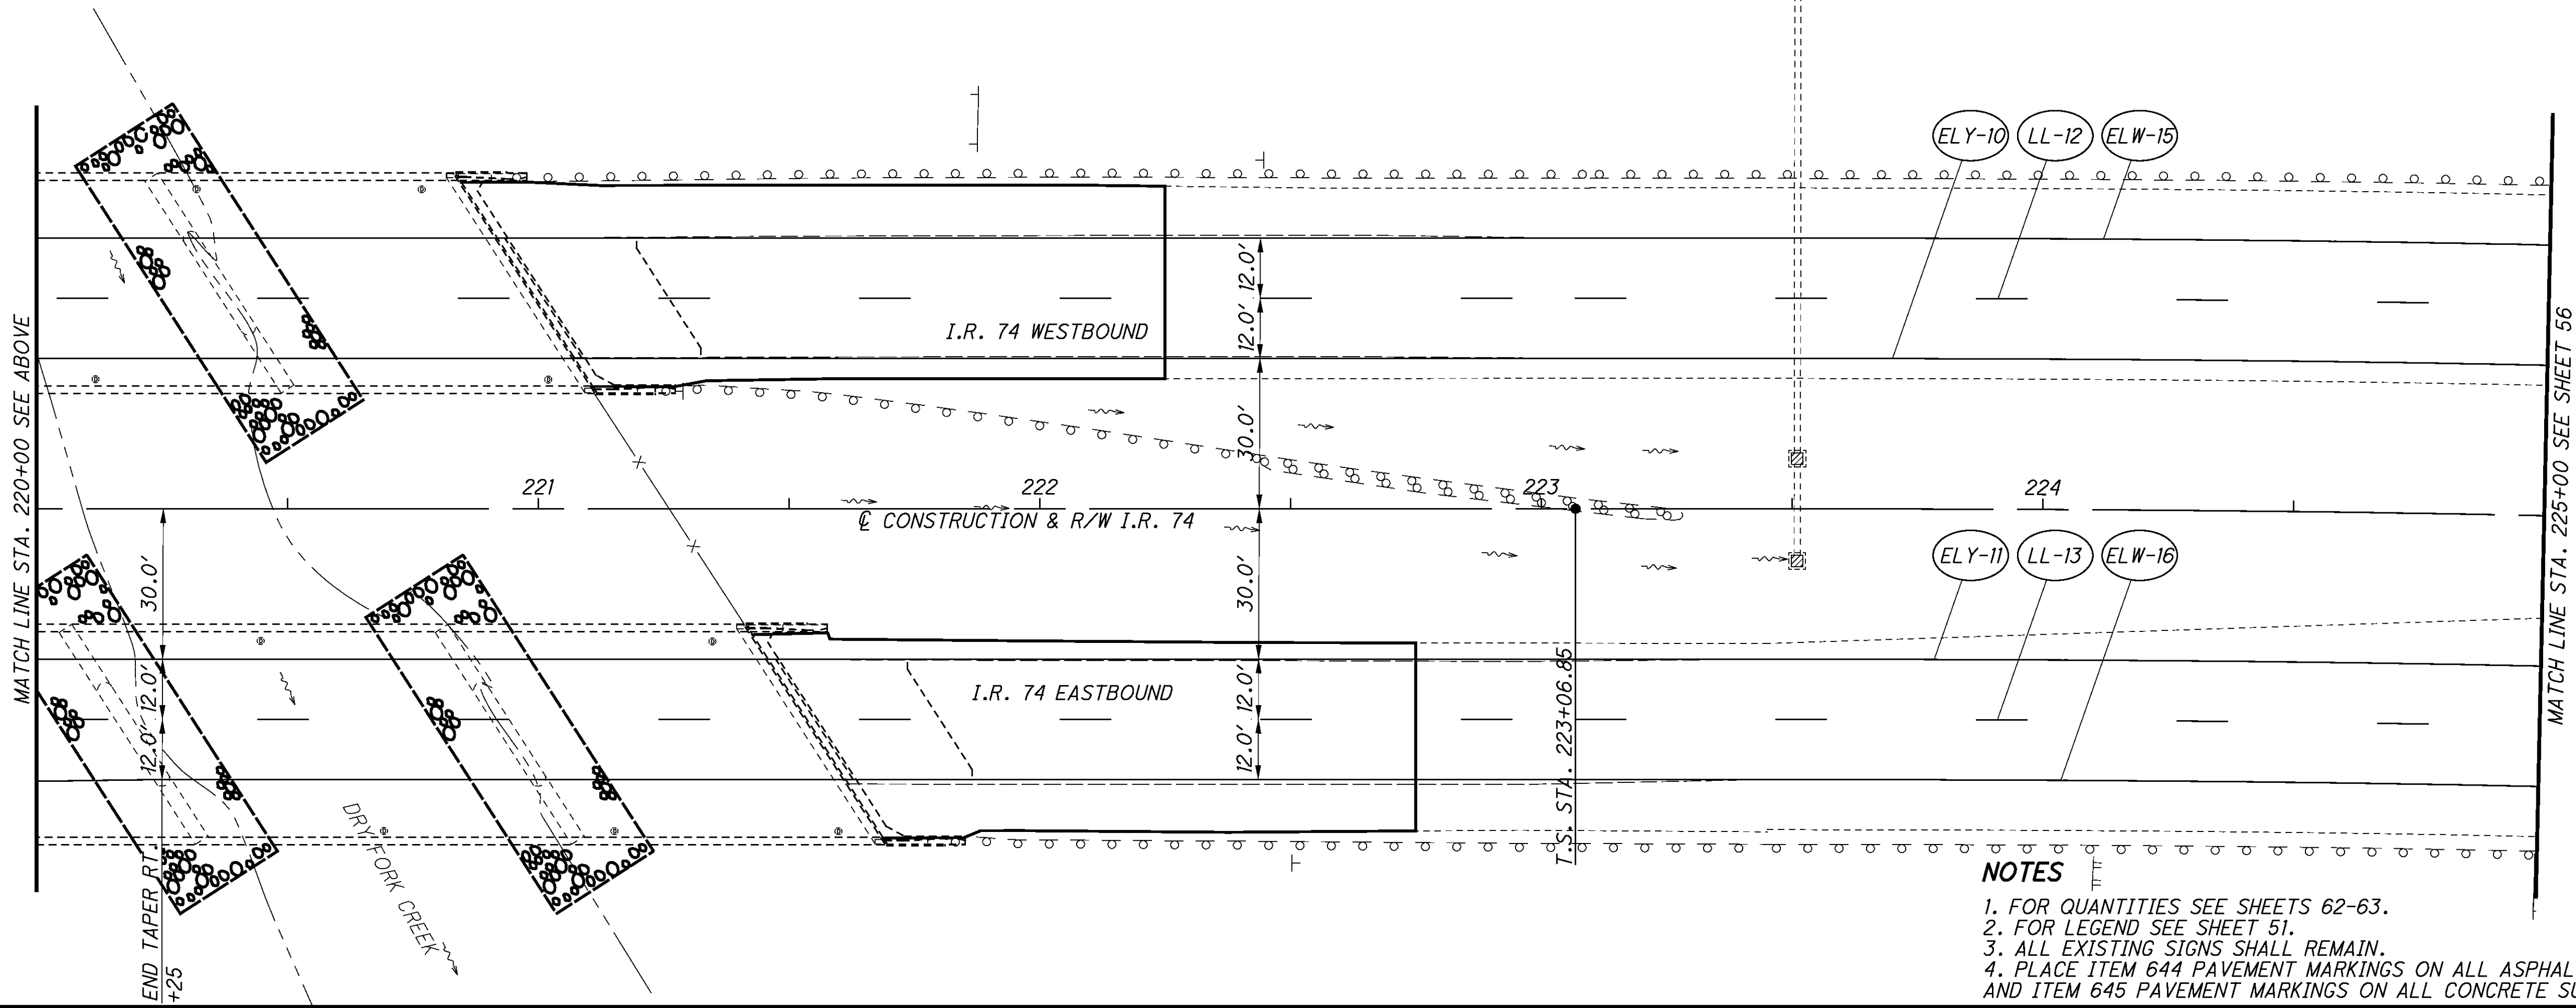 ELY-10 LL-12 ELW-15
MATCH LINE STA. 220+00 SEE ABOVE
12.0'
12.0'
I.R. 74 WESTBOUND
30.0'
221 222 223 224
℄ CONSTRUCTION & R/W I.R. 74
MATCH LINE STA. 225+00 SEE SHEET 56
ELY-11 LL-13 ELW-16
30.0'
30.0'
12.0'
12.0'
12.0'
12.0'
I.R. 74 EASTBOUND
T.S. STA. 223+06.85
DRY FORK CREEK
END TAPER RT.
+25
NOTES
1. FOR QUANTITIES SEE SHEETS 62-63.
2. FOR LEGEND SEE SHEET 51.
3. ALL EXISTING SIGNS SHALL REMAIN.
4. PLACE ITEM 644 PAVEMENT MARKINGS ON ALL ASPHAL
AND ITEM 645 PAVEMENT MARKINGS ON ALL CONCRETE SU